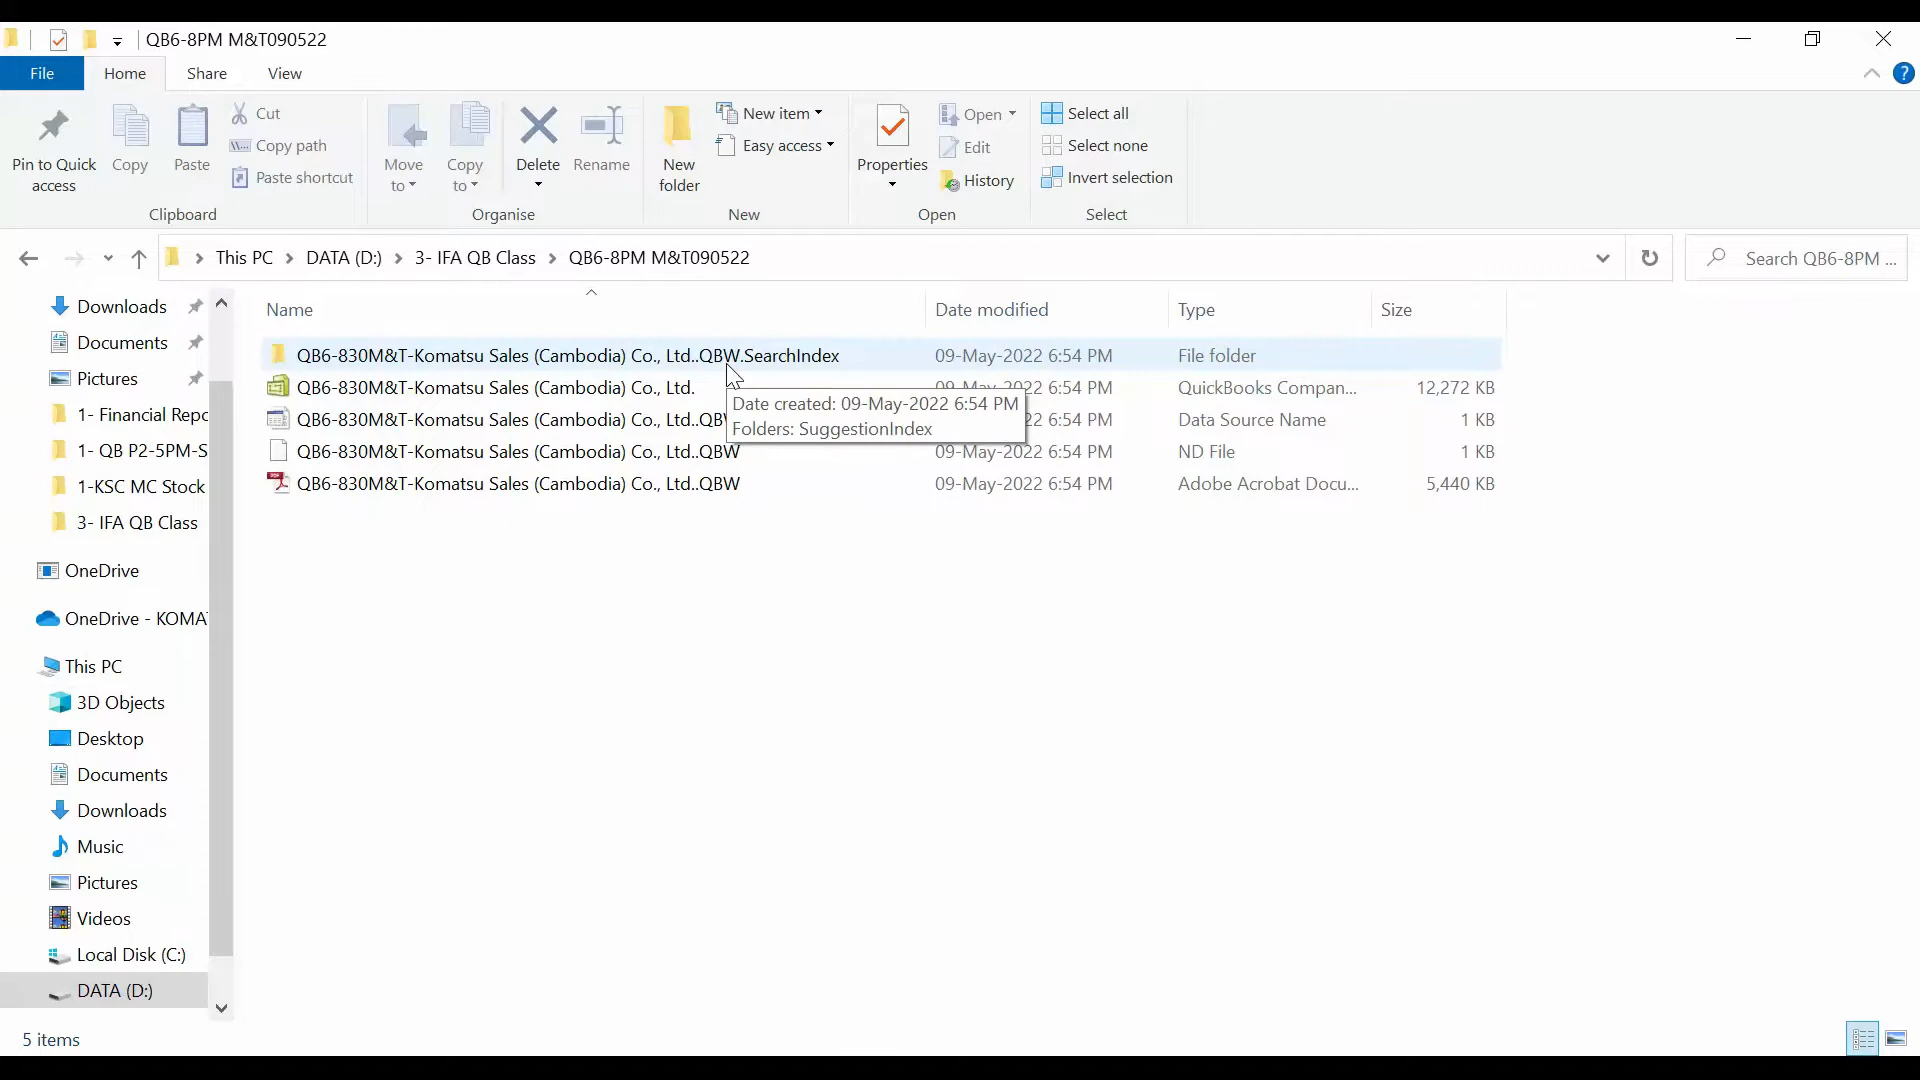 QB6-8PM M&T090522
File Home Share View
Pin to Quick access
Copy
Paste
Cut
Copy path
Paste shortcut
Clipboard
Move to
Copy to
Delete
Rename
Organise
New folder
New item
Easy access
New
Properties
Open
Edit
History
Open
Select all
Select none
Invert selection
Select
This PC > DATA (D:) > 3- IFA QB Class > QB6-8PM M&T090522
Search QB6-8PM ...
Downloads
Documents
Pictures
1- Financial Repo
1- QB P2-5PM-S
1-KSC MC Stock
3- IFA QB Class
OneDrive
OneDrive - KOMA
This PC
3D Objects
Desktop
Documents
Downloads
Music
Pictures
Videos
Local Disk (C:)
DATA (D:)
Name Date modified Type Size
QB6-830M&T-Komatsu Sales (Cambodia) Co., Ltd..QBW.SearchIndex 09-May-2022 6:54 PM File folder
QB6-830M&T-Komatsu Sales (Cambodia) Co., Ltd. 09-May-2022 6:54 PM QuickBooks Compan... 12,272 KB
QB6-830M&T-Komatsu Sales (Cambodia) Co., Ltd..QBW 6:54 PM Data Source Name 1 KB
QB6-830M&T-Komatsu Sales (Cambodia) Co., Ltd..QBW 09-May-2022 6:54 PM ND File 1 KB
QB6-830M&T-Komatsu Sales (Cambodia) Co., Ltd..QBW 09-May-2022 6:54 PM Adobe Acrobat Docu... 5,440 KB
Date created: 09-May-2022 6:54 PM
Folders: SuggestionIndex
5 items